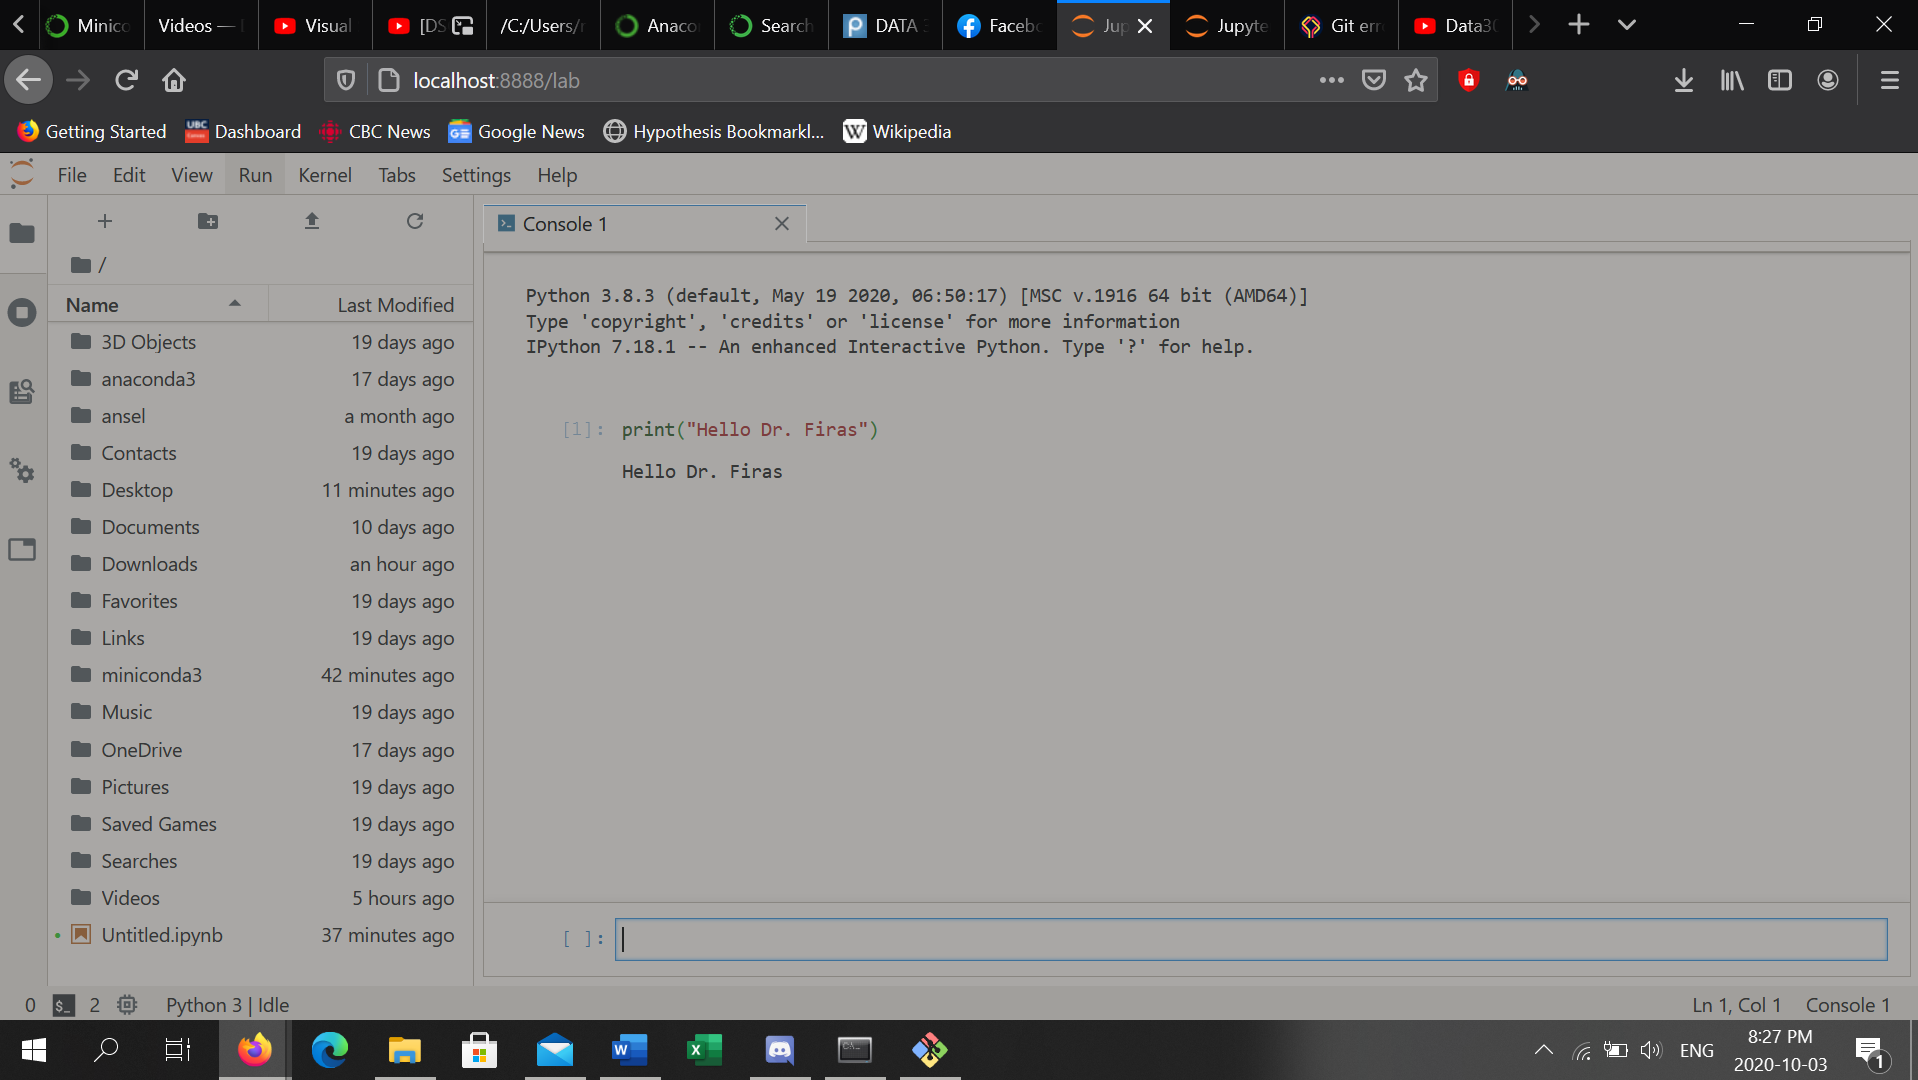 Minico
Videos —
Visual
[DS
/C:/Users/r
Anaco
Search
DATA 3
Facebo
Jup
Jupyte
Git err
Data30
localhost:8888/lab
Getting Started
UBC
Dashboard
CBC News
GE
Google News
Hypothesis Bookmarkl...
W
Wikipedia
File Edit View Run Kernel Tabs Settings Help
Console 1
/
Name Last Modified
3D Objects 19 days ago
anaconda3 17 days ago
ansel a month ago
Contacts 19 days ago
Desktop 11 minutes ago
Documents 10 days ago
Downloads an hour ago
Favorites 19 days ago
Links 19 days ago
miniconda3 42 minutes ago
Music 19 days ago
OneDrive 17 days ago
Pictures 19 days ago
Saved Games 19 days ago
Searches 19 days ago
Videos 5 hours ago
Untitled.ipynb 37 minutes ago
Python 3.8.3 (default, May 19 2020, 06:50:17) [MSC v.1916 64 bit (AMD64)]
Type 'copyright', 'credits' or 'license' for more information
IPython 7.18.1 -- An enhanced Interactive Python. Type '?' for help.
[1]: print("Hello Dr. Firas")
Hello Dr. Firas
[ ]:
0 $_ 2 Python 3 | Idle
Ln 1, Col 1 Console 1
ENG
8:27 PM
2020-10-03
1